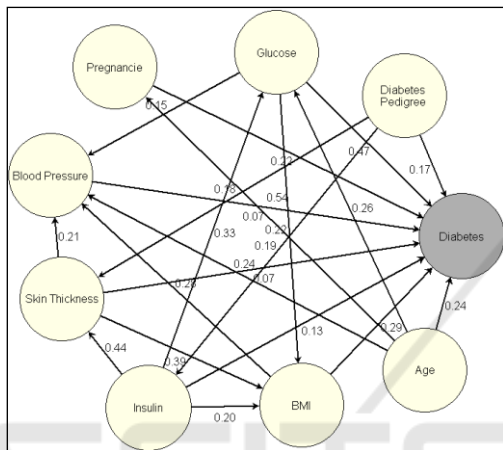 Glucose
Pregnancie
Diabetes
Pedigree
0.15
0.22
0.47
0.17
Blood Pressure
0.18
0.54
0.07
0.22
0.26
0.21
0.33
0.19
Diabetes
0.24
0.07
0.28
Skin Thickness
0.24
0.13
0.29
0.44
0.39
Age
Insulin
0.20
BMI